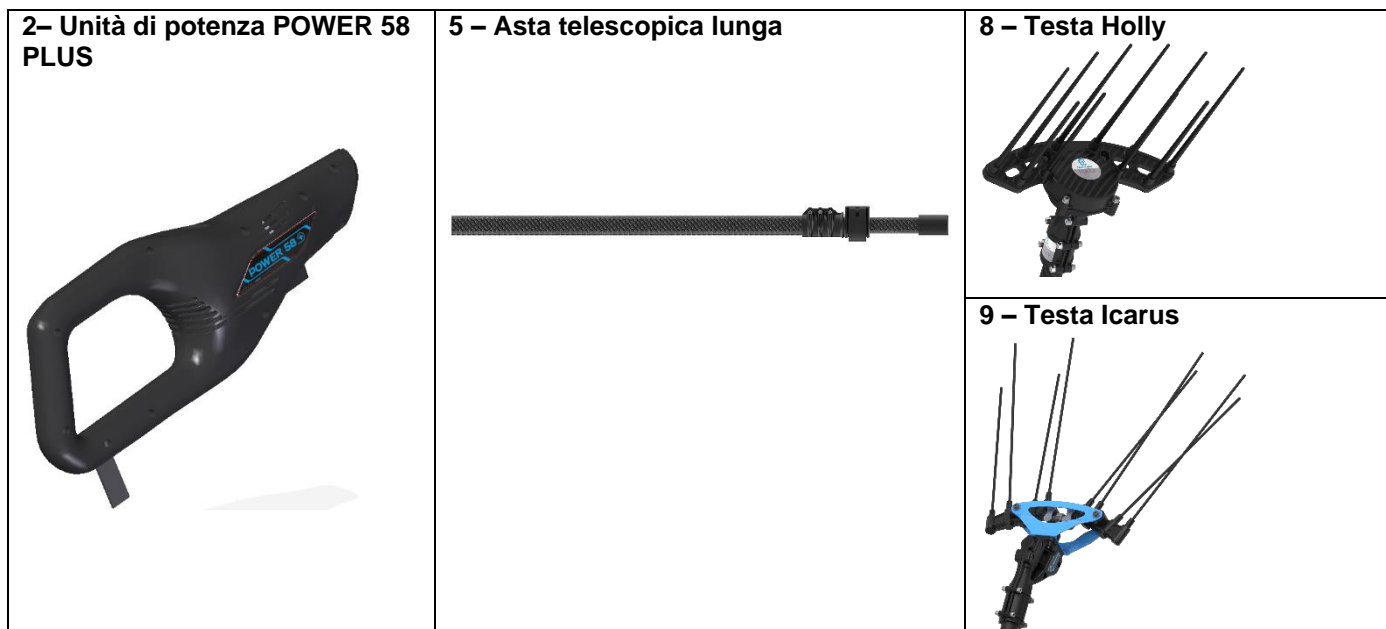 2– Unità di potenza POWER 58
PLUS
5 – Asta telescopica lunga
8 – Testa Holly
POWER 58 +
9 – Testa Icarus